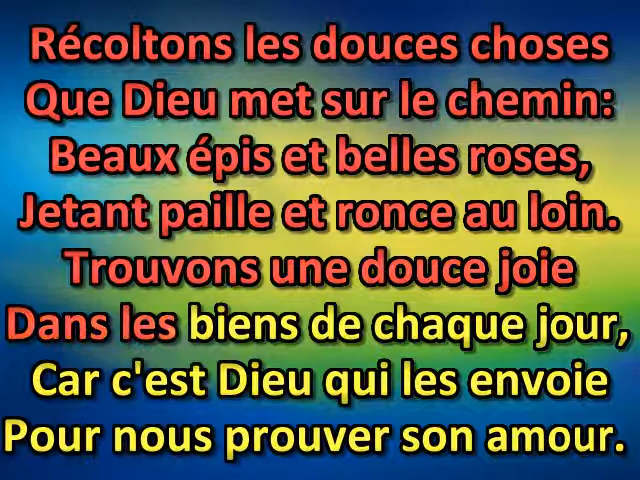 Récoltons les douces choses
Que Dieu met sur le chemin:
Beaux épis et belles roses,
Jetant paille et ronce au loin.
Trouvons une douce joie
Dans les biens de chaque jour,
Car c'est Dieu qui les envoie
Pour nous prouver son amour.